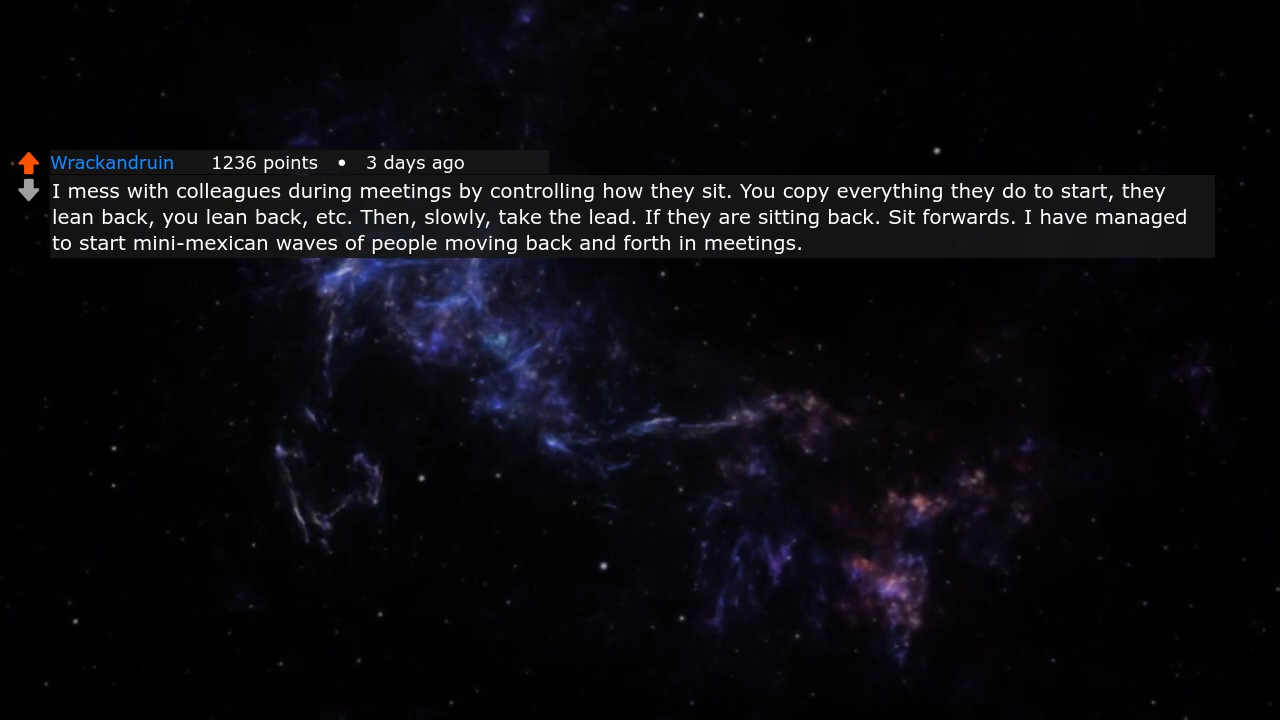 Wrackandruin 1236 points • 3 days ago
I mess with colleagues during meetings by controlling how they sit. You copy everything they do to start, they
lean back, you lean back, etc. Then, slowly, take the lead. If they are sitting back. Sit forwards. I have managed
to start mini-mexican waves of people moving back and forth in meetings.